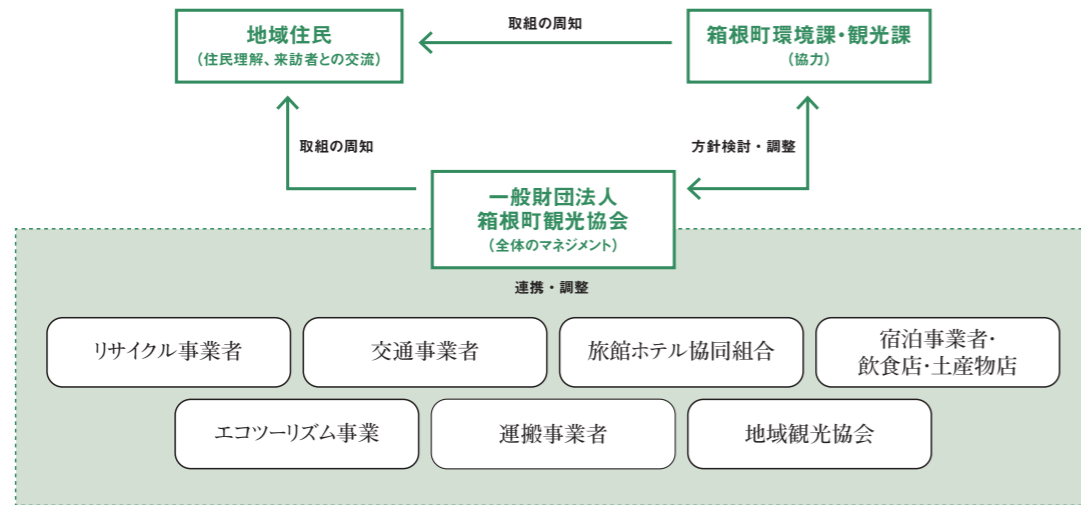 地域住民
（住民理解、来訪者との交流）
取組の周知
箱根町環境課・観光課
（協力）
取組の周知
方針検討・調整
一般財団法人
箱根町観光協会
（全体のマネジメント）
連携・調整
リサイクル事業者
交通事業者
旅館ホテル協同組合
宿泊事業者・
飲食店・土産物店
エコツーリズム事業
運搬事業者
地域観光協会